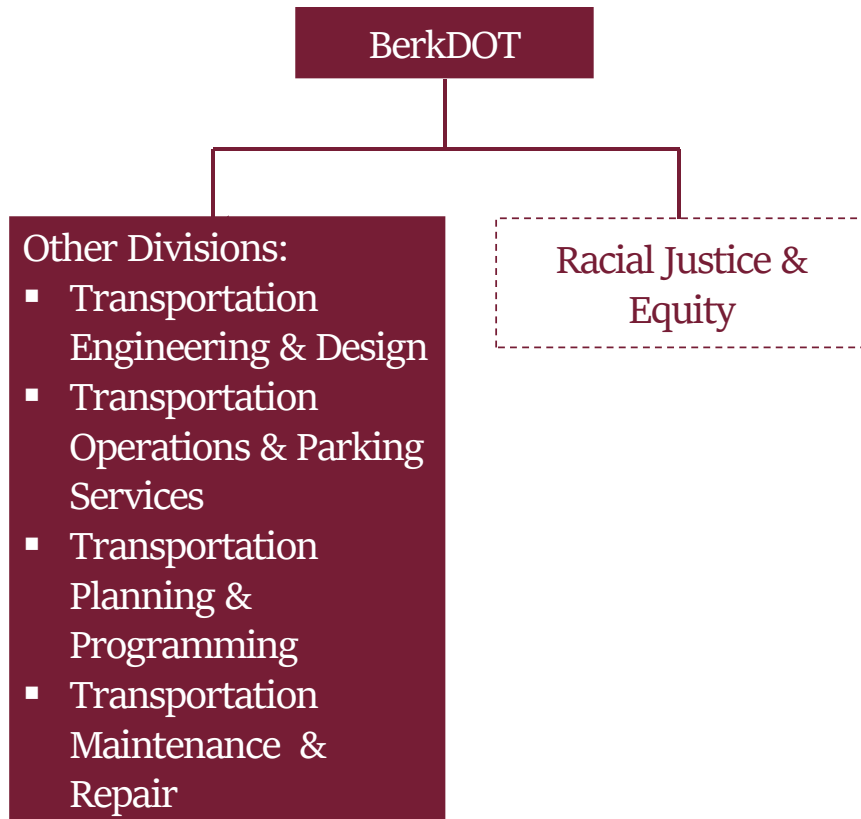 BerkDOT
Other Divisions:
▪ Transportation
Engineering & Design
▪ Transportation
Operations & Parking
Services
▪ Transportation
Planning &
Programming
▪ Transportation
Maintenance &
Repair
Racial Justice &
Equity